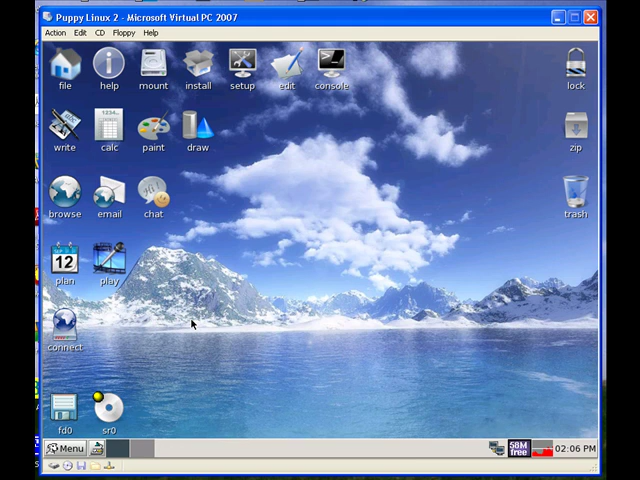 Puppy Linux 2 - Microsoft Virtual PC 2007
Action Edit CD Floppy Help
file help mount install setup edit console lock
write calc paint draw zip
browse email chat trash
12
plan play
connect
fd0 sr0
Menu 58M free 02:06 PM